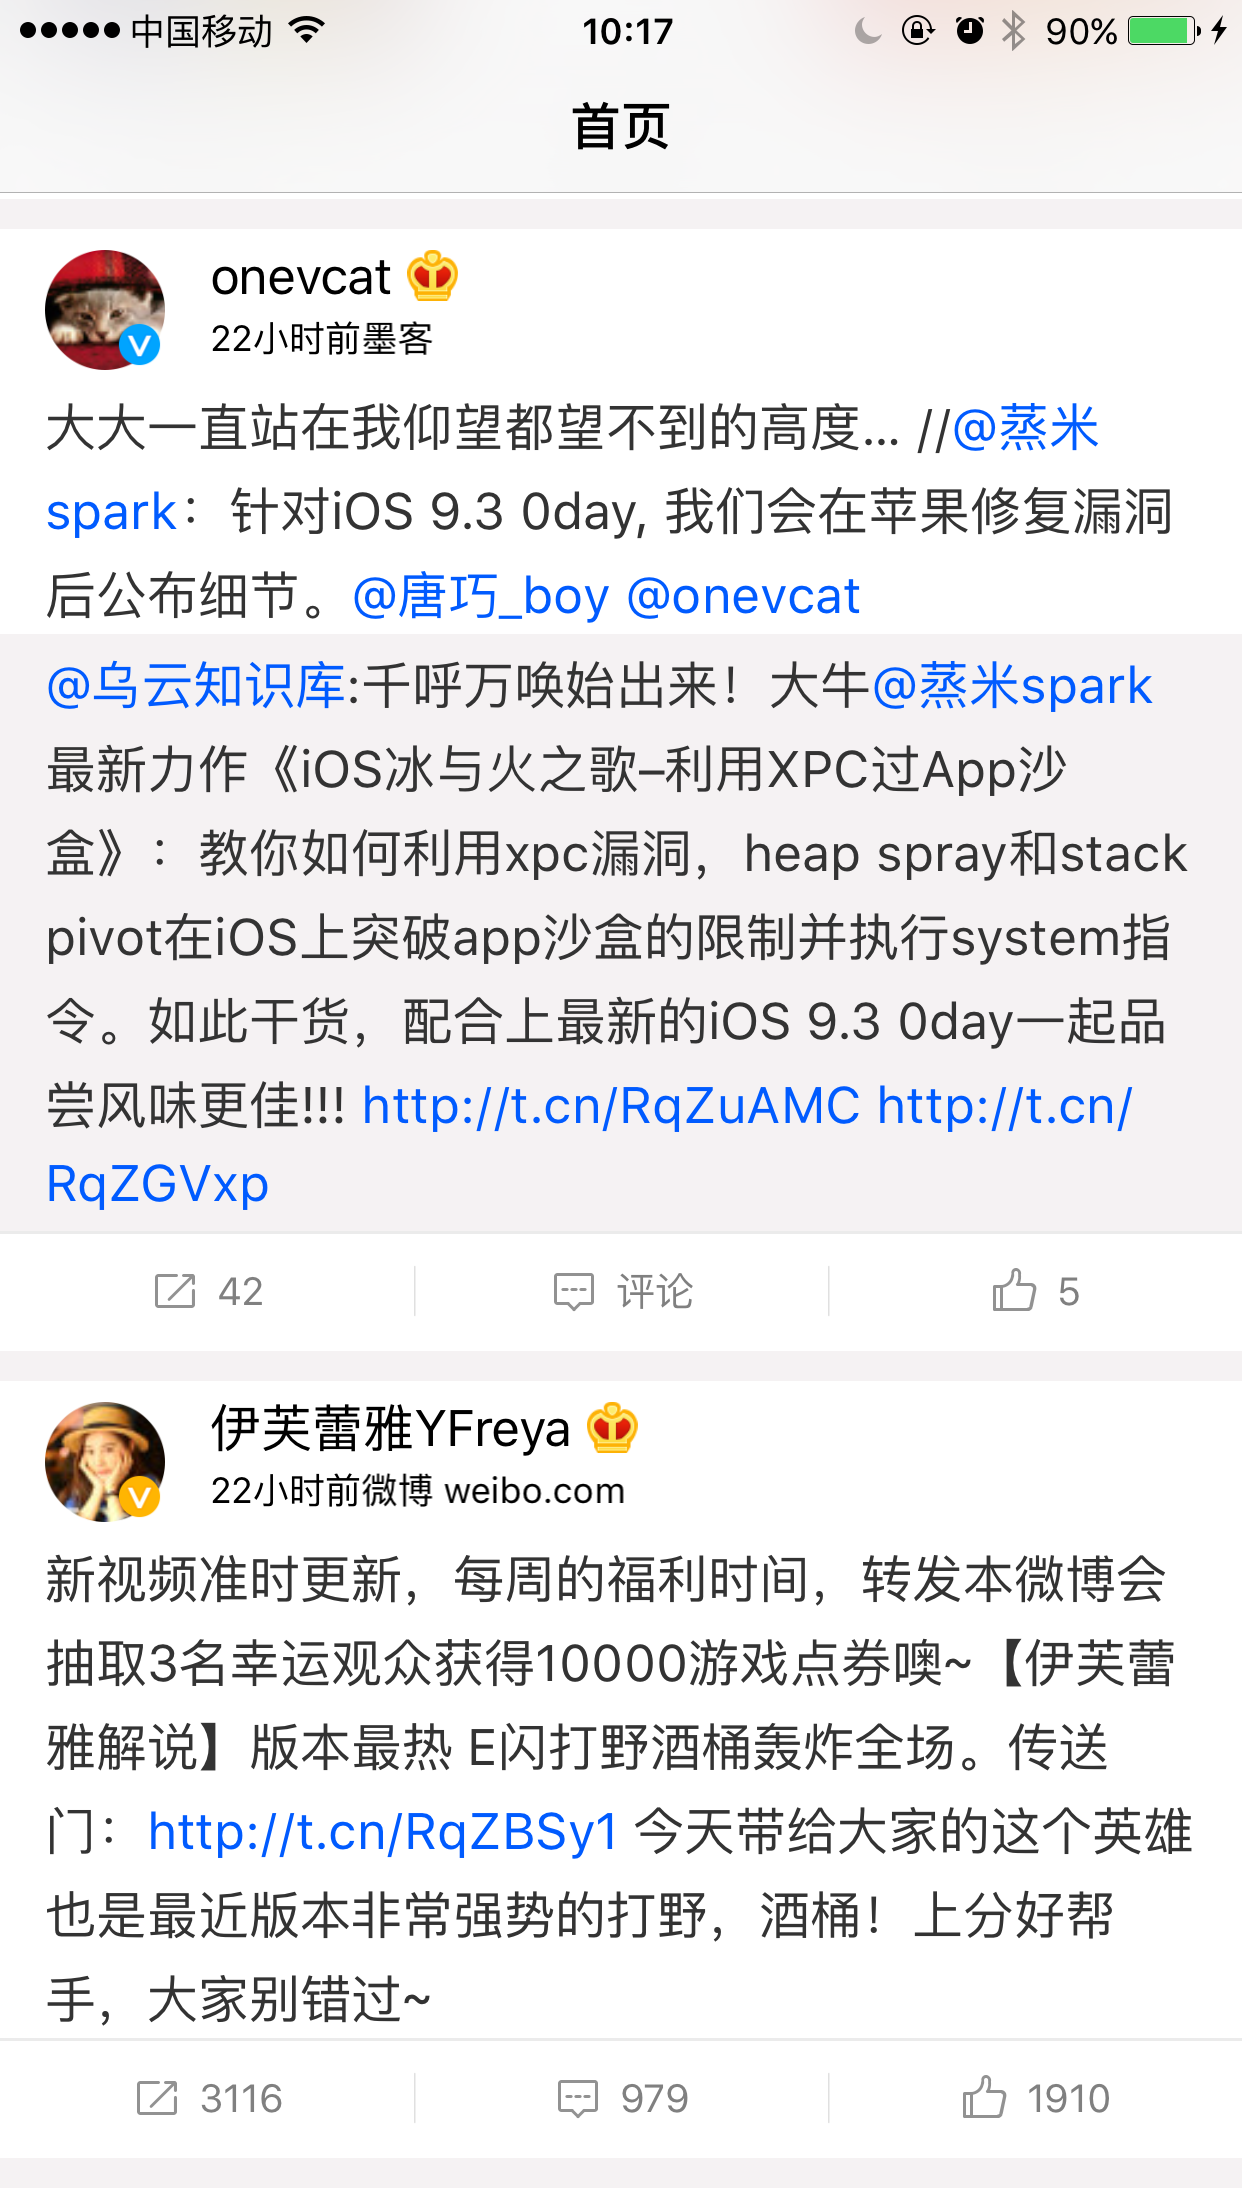 中国移动 10:17 90%
首页
onevcat
22小时前墨客
大大一直站在我仰望都望不到的高度... //@蒸米
spark：针对iOS 9.3 0day, 我们会在苹果修复漏洞
后公布细节。@唐巧_boy @onevcat
@乌云知识库:千呼万唤始出来！大牛@蒸米spark
最新力作《iOS冰与火之歌–利用XPC过App沙
盒》：教你如何利用xpc漏洞，heap spray和stack
pivot在iOS上突破app沙盒的限制并执行system指
令。如此干货，配合上最新的iOS 9.3 0day一起品
尝风味更佳!!! http://t.cn/RqZuAMC http://t.cn/
RqZGVxp
42 评论 5
伊芙蕾雅YFreya
22小时前微博 weibo.com
新视频准时更新，每周的福利时间，转发本微博会
抽取3名幸运观众获得10000游戏点券噢~【伊芙蕾
雅解说】版本最热 E闪打野酒桶轰炸全场。传送
门：http://t.cn/RqZBSy1 今天带给大家的这个英雄
也是最近版本非常强势的打野，酒桶！上分好帮
手，大家别错过~
3116 979 1910